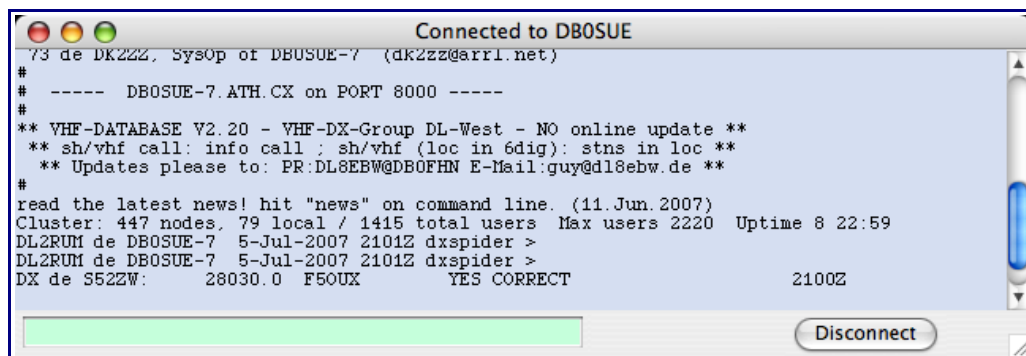 Connected to DB0SUE
73 de DK2ZZ, SysOp of DB0SUE-7 (dk2zz@arrl.net)
#
# ----- DB0SUE-7.ATH.CX on PORT 8000 -----
#
** VHF-DATABASE V2.20 - VHF-DX-Group DL-West - NO online update **
** sh/vhf call: info call ; sh/vhf (loc in 6dig): stns in loc **
** Updates please to: PR:DL8EBW@DB0FHN E-Mail:guy@dl8ebw.de **
#
read the latest news! hit "news" on command line. (11.Jun.2007)
Cluster: 447 nodes, 79 local / 1415 total users Max users 2220 Uptime 8 22:59
DL2RUM de DB0SUE-7 5-Jul-2007 2101Z dxspider >
DL2RUM de DB0SUE-7 5-Jul-2007 2101Z dxspider >
DX de S52ZW: 28030.0 F5OUX YES CORRECT 2100Z
Disconnect